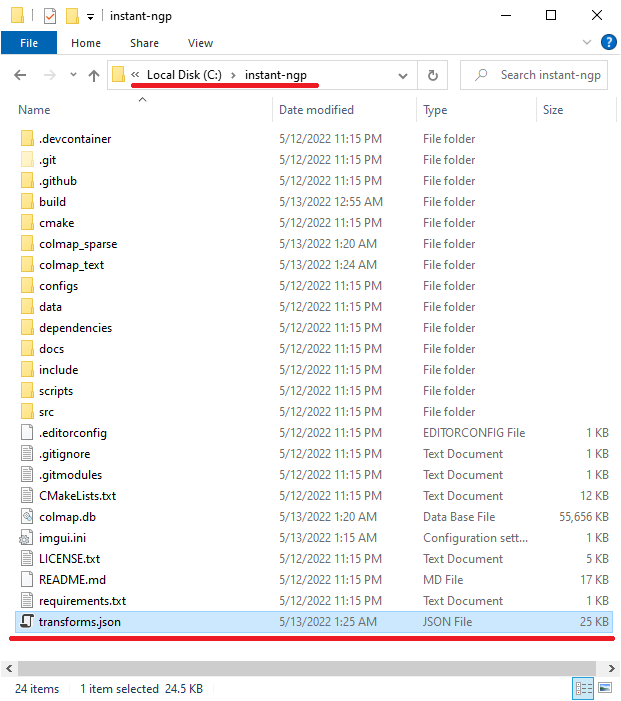 instant-ngp
File Home Share View
« Local Disk (C:) › instant-ngp Search instant-ngp
Name Date modified Type Size
.devcontainer 5/12/2022 11:15 PM File folder
.git 5/12/2022 11:15 PM File folder
.github 5/12/2022 11:15 PM File folder
build 5/13/2022 12:55 AM File folder
cmake 5/12/2022 11:15 PM File folder
colmap_sparse 5/13/2022 1:20 AM File folder
colmap_text 5/13/2022 1:24 AM File folder
configs 5/12/2022 11:15 PM File folder
data 5/12/2022 11:15 PM File folder
dependencies 5/12/2022 11:15 PM File folder
docs 5/12/2022 11:15 PM File folder
include 5/12/2022 11:15 PM File folder
scripts 5/12/2022 11:15 PM File folder
src 5/12/2022 11:15 PM File folder
.editorconfig 5/12/2022 11:15 PM EDITORCONFIG File 1 KB
.gitignore 5/12/2022 11:15 PM Text Document 1 KB
.gitmodules 5/12/2022 11:15 PM Text Document 1 KB
CMakeLists.txt 5/12/2022 11:15 PM Text Document 12 KB
colmap.db 5/13/2022 1:20 AM Data Base File 55,656 KB
imgui.ini 5/13/2022 1:15 AM Configuration sett... 1 KB
LICENSE.txt 5/12/2022 11:15 PM Text Document 5 KB
README.md 5/12/2022 11:15 PM MD File 17 KB
requirements.txt 5/12/2022 11:15 PM Text Document 1 KB
transforms.json 5/13/2022 1:25 AM JSON File 25 KB
24 items 1 item selected 24.5 KB